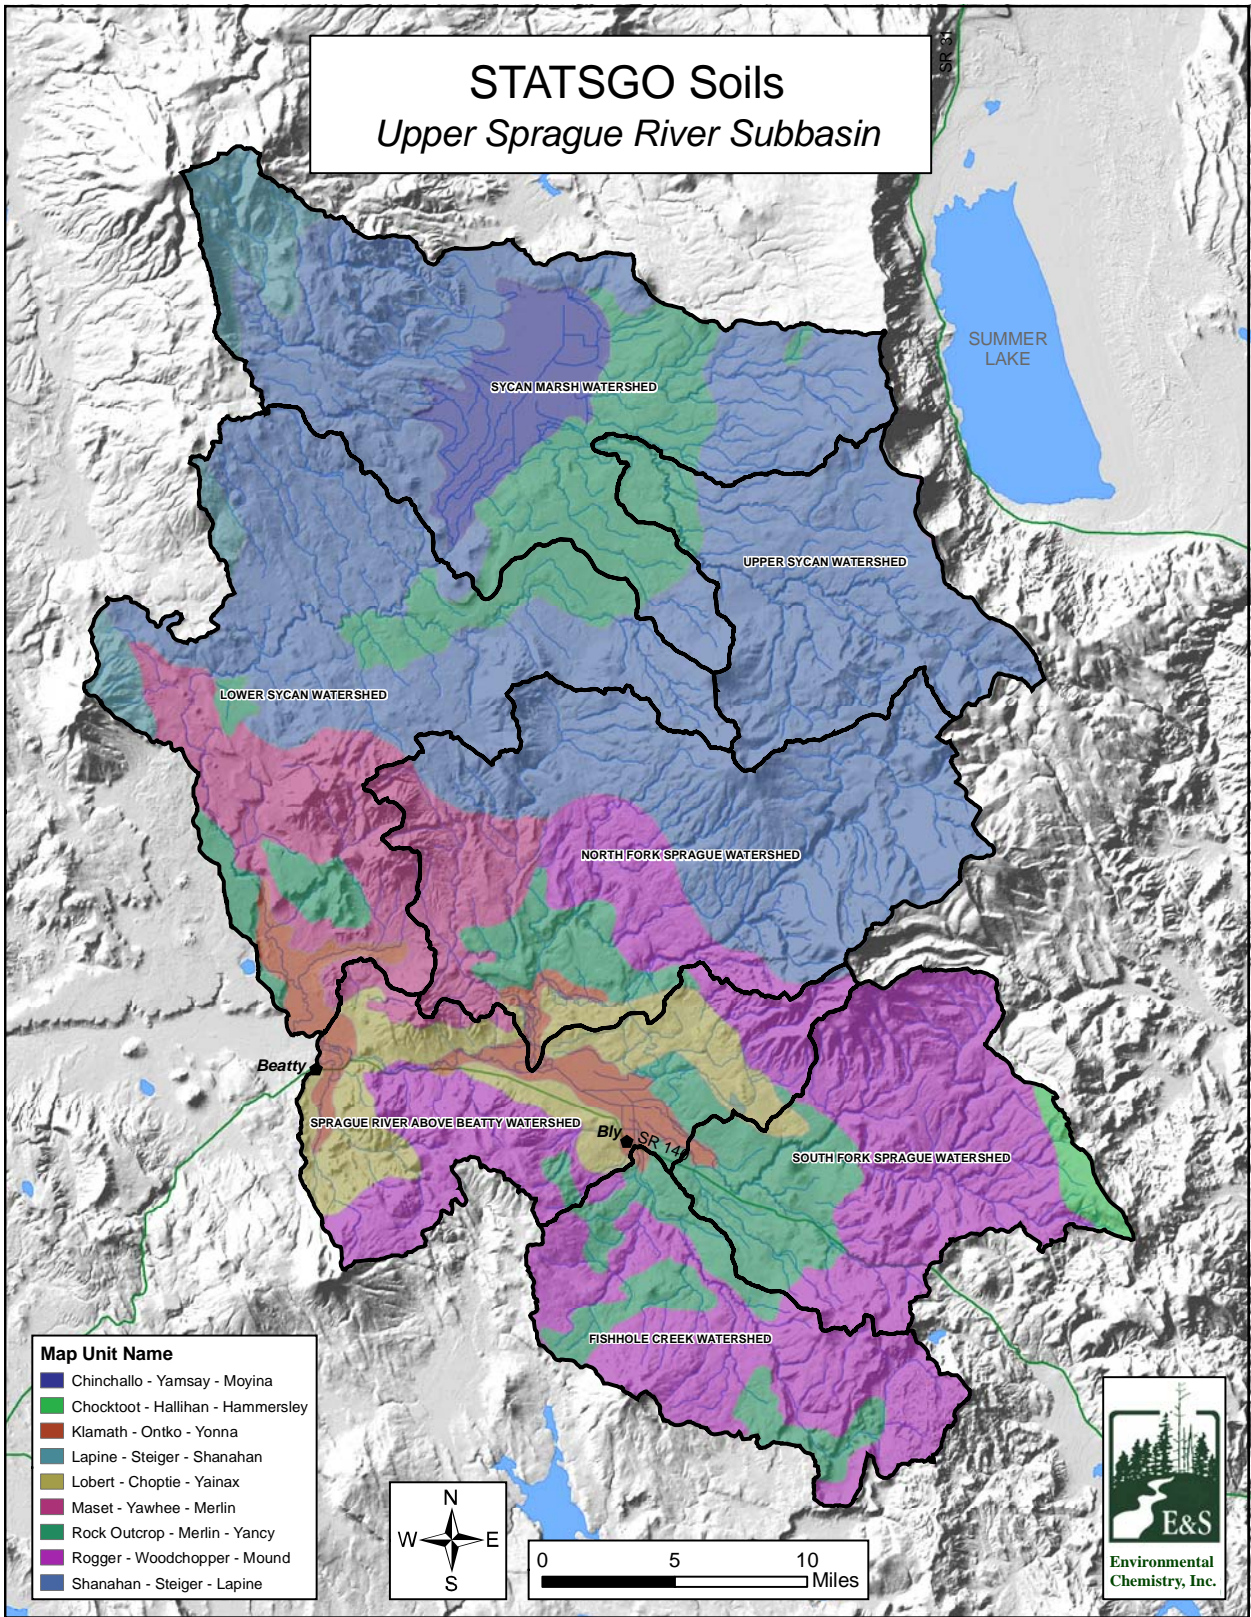 STATSGO Soils
Upper Sprague River Subbasin
SR 31
SUMMER
LAKE
SYCAN MARSH WATERSHED
UPPER SYCAN WATERSHED
LOWER SYCAN WATERSHED
NORTH FORK SPRAGUE WATERSHED
Beatty
SPRAGUE RIVER ABOVE BEATTY WATERSHED
Bly
SR 140
SOUTH FORK SPRAGUE WATERSHED
FISHHOLE CREEK WATERSHED
Map Unit Name
Chinchallo - Yamsay - Moyina
Chocktoot - Hallihan - Hammersley
Klamath - Ontko - Yonna
Lapine - Steiger - Shanahan
Lobert - Choptie - Yainax
Maset - Yawhee - Merlin
Rock Outcrop - Merlin - Yancy
Rogger - Woodchopper - Mound
Shanahan - Steiger - Lapine
N
W E
S
0 5 10
Miles
E&S
Environmental
Chemistry, Inc.